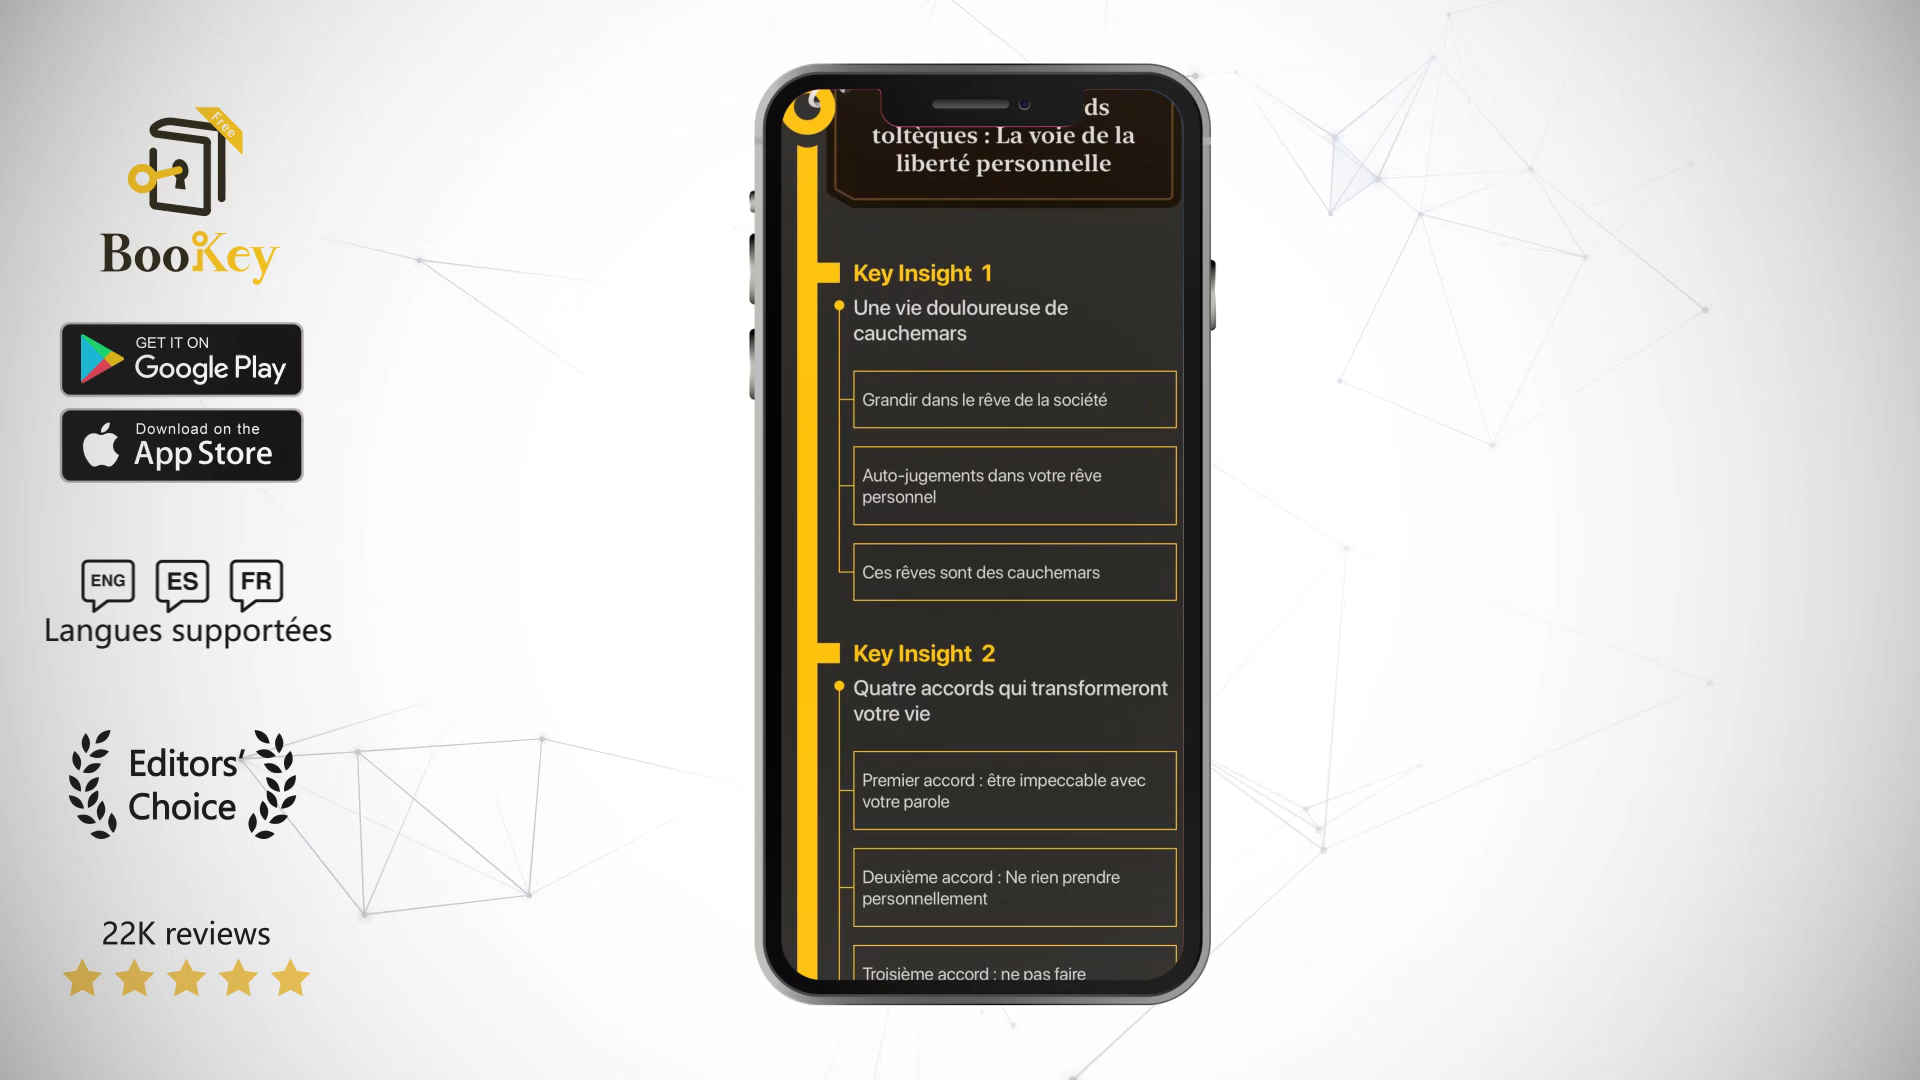 Free
BooKey
GET IT ON
Google Play
Download on the
App Store
ENG
ES
FR
Langues supportées
Editors'
Choice
22K reviews
ds
toltèques : La voie de la
liberté personnelle
Key Insight 1
Une vie douloureuse de
cauchemars
Grandir dans le rêve de la société
Auto-jugements dans votre rêve
personnel
Ces rêves sont des cauchemars
Key Insight 2
Quatre accords qui transformeront
votre vie
Premier accord : être impeccable avec
votre parole
Deuxième accord : Ne rien prendre
personnellement
Troisième accord : ne pas faire